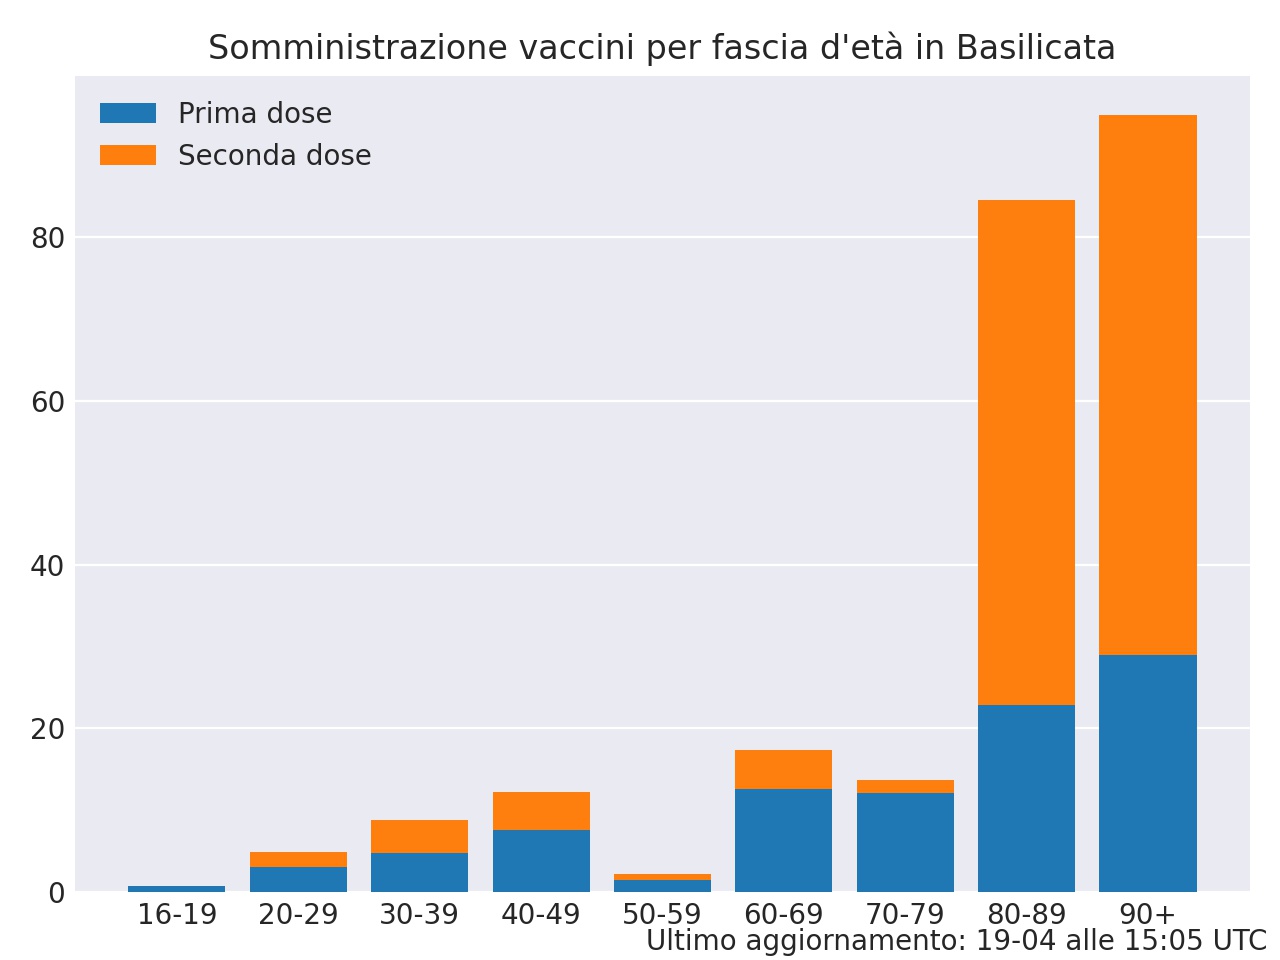 Somministrazione vaccini per fascia d'età in Basilicata
Prima dose
Seconda dose
80
60
40
20
0
16-19 20-29 30-39 40-49 50-59 60-69 70-79 80-89 90+
Ultimo aggiornamento: 19-04 alle 15:05 UTC